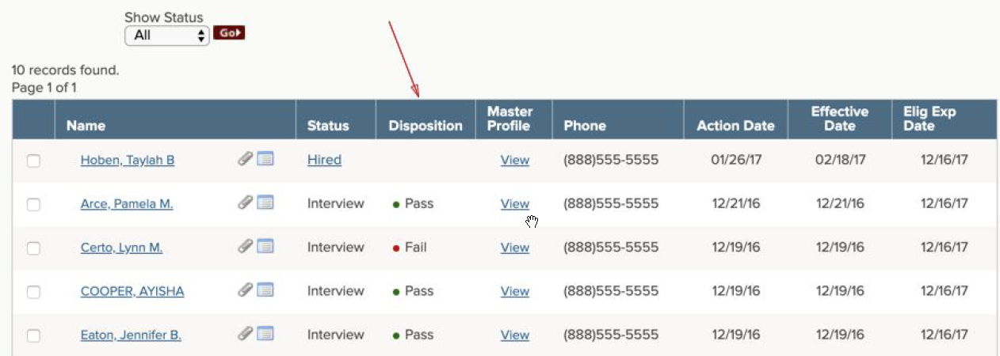 Show Status
All Go
10 records found.
Page 1 of 1
Name Status Disposition Master Profile Phone Action Date Effective Date Elig Exp Date
Hoben, Taylah B Hired View (888)555-5555 01/26/17 02/18/17 12/16/17
Arce, Pamela M. Interview Pass View (888)555-5555 12/21/16 12/21/16 12/16/17
Certo, Lynn M. Interview Fail View (888)555-5555 12/19/16 12/19/16 12/16/17
COOPER, AYISHA Interview Pass View (888)555-5555 12/19/16 12/19/16 12/16/17
Eaton, Jennifer B. Interview Pass View (888)555-5555 12/19/16 12/19/16 12/16/17